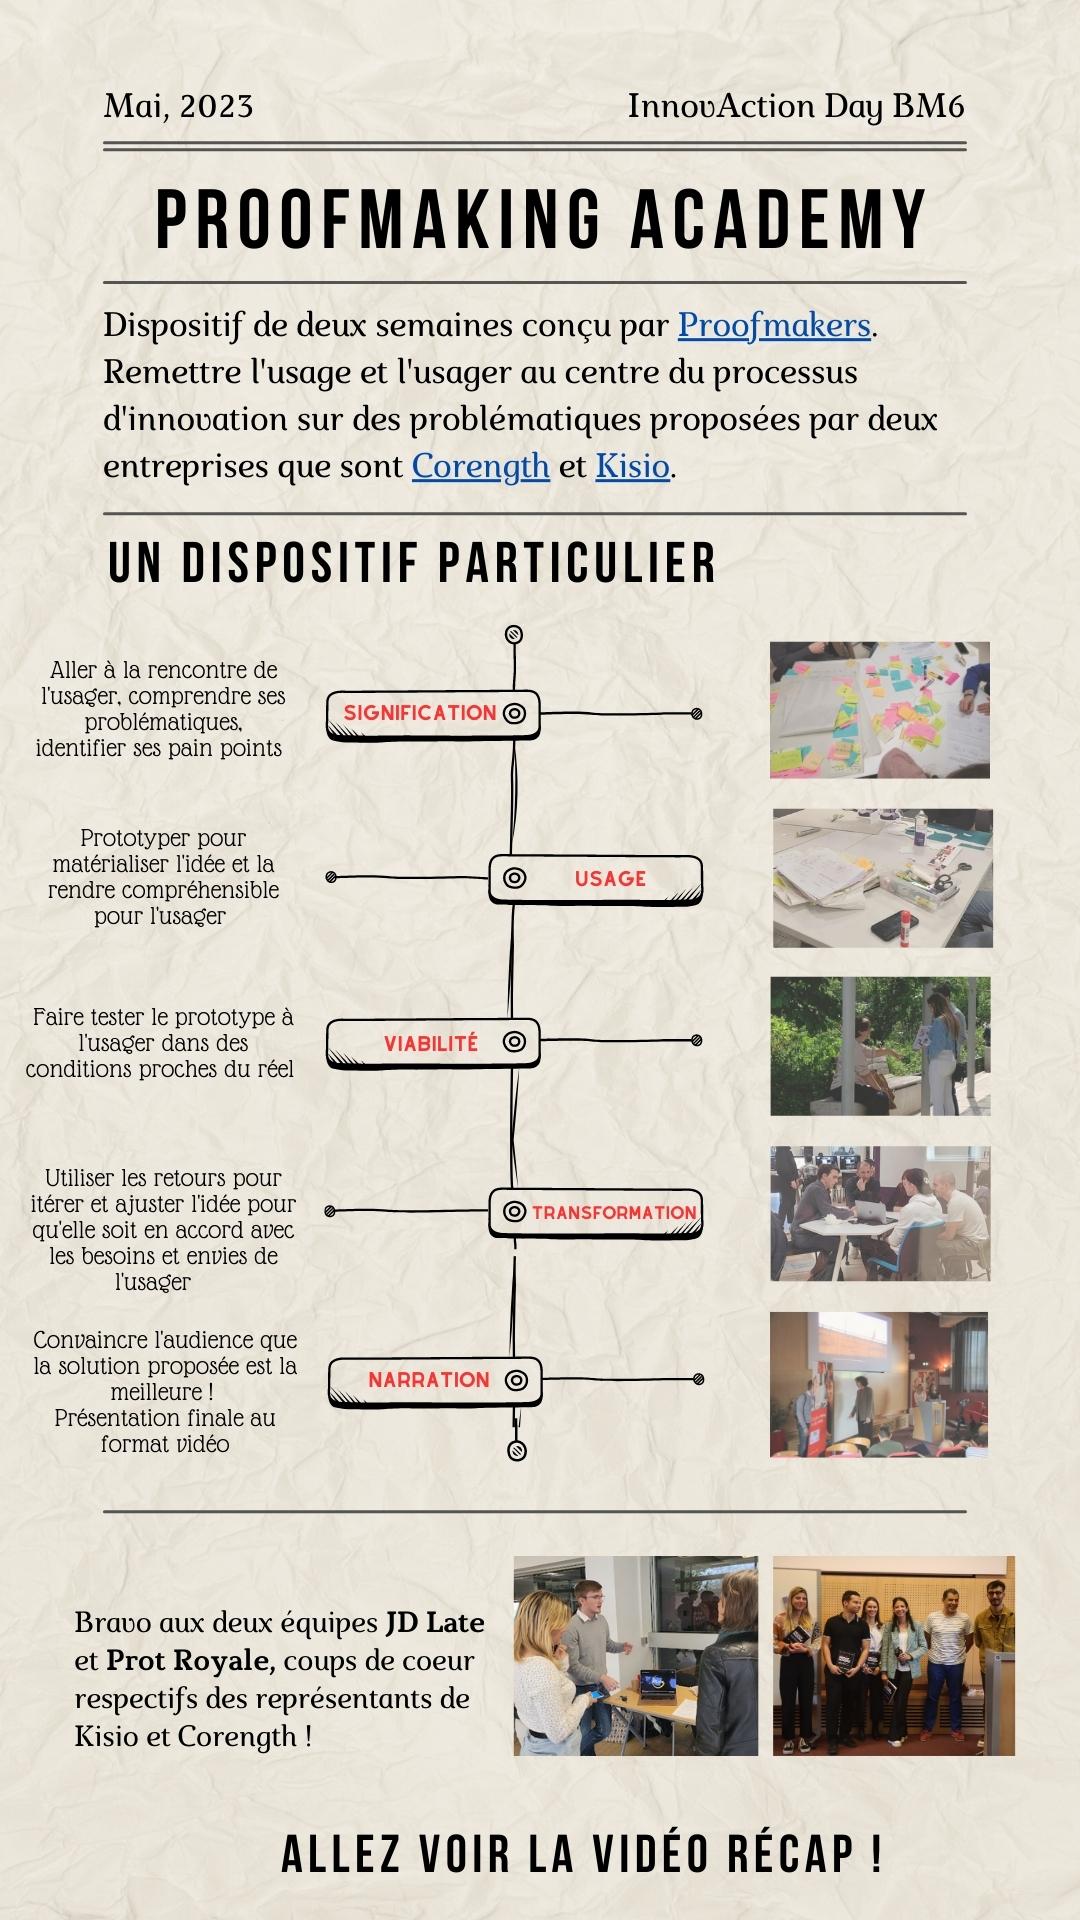 Mai, 2023
InnovAction Day BM6
PROOFMAKING ACADEMY
Dispositif de deux semaines conçu par Proofmakers.
Remettre l'usage et l'usager au centre du processus
d'innovation sur des problématiques proposées par deux
entreprises que sont Corength et Kisio.
UN DISPOSITIF PARTICULIER
Aller à la rencontre de
l'usager, comprendre ses
problématiques,
identifier ses pain points
SIGNIFICATION
Prototyper pour
matérialiser l'idée et la
rendre compréhensible
pour l'usager
USAGE
Faire tester le prototype à
l'usager dans des
conditions proches du réel
VIABILITÉ
Utiliser les retours pour
itérer et ajuster l'idée pour
qu'elle soit en accord avec
les besoins et envies de
l'usager
TRANSFORMATION
Convaincre l'audience que
la solution proposée est la
meilleure !
Présentation finale au
format vidéo
NARRATION
Bravo aux deux équipes JD Late
et Prot Royale, coups de coeur
respectifs des représentants de
Kisio et Corength !
ALLEZ VOIR LA VIDÉO RÉCAP !